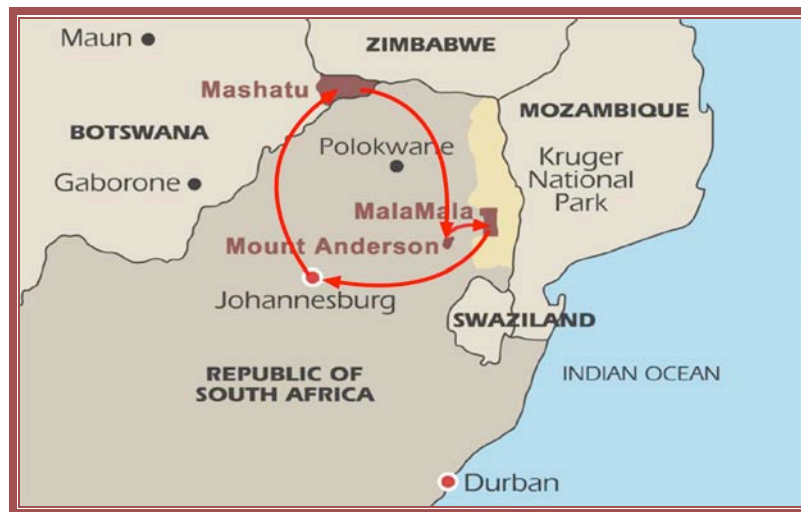 Maun
ZIMBABWE
Mashatu
MOZAMBIQUE
BOTSWANA
Polokwane
Kruger
National
Park
Gaborone
MalaMala
Mount Anderson
Johannesburg
SWAZILAND
REPUBLIC OF
SOUTH AFRICA
INDIAN OCEAN
Durban